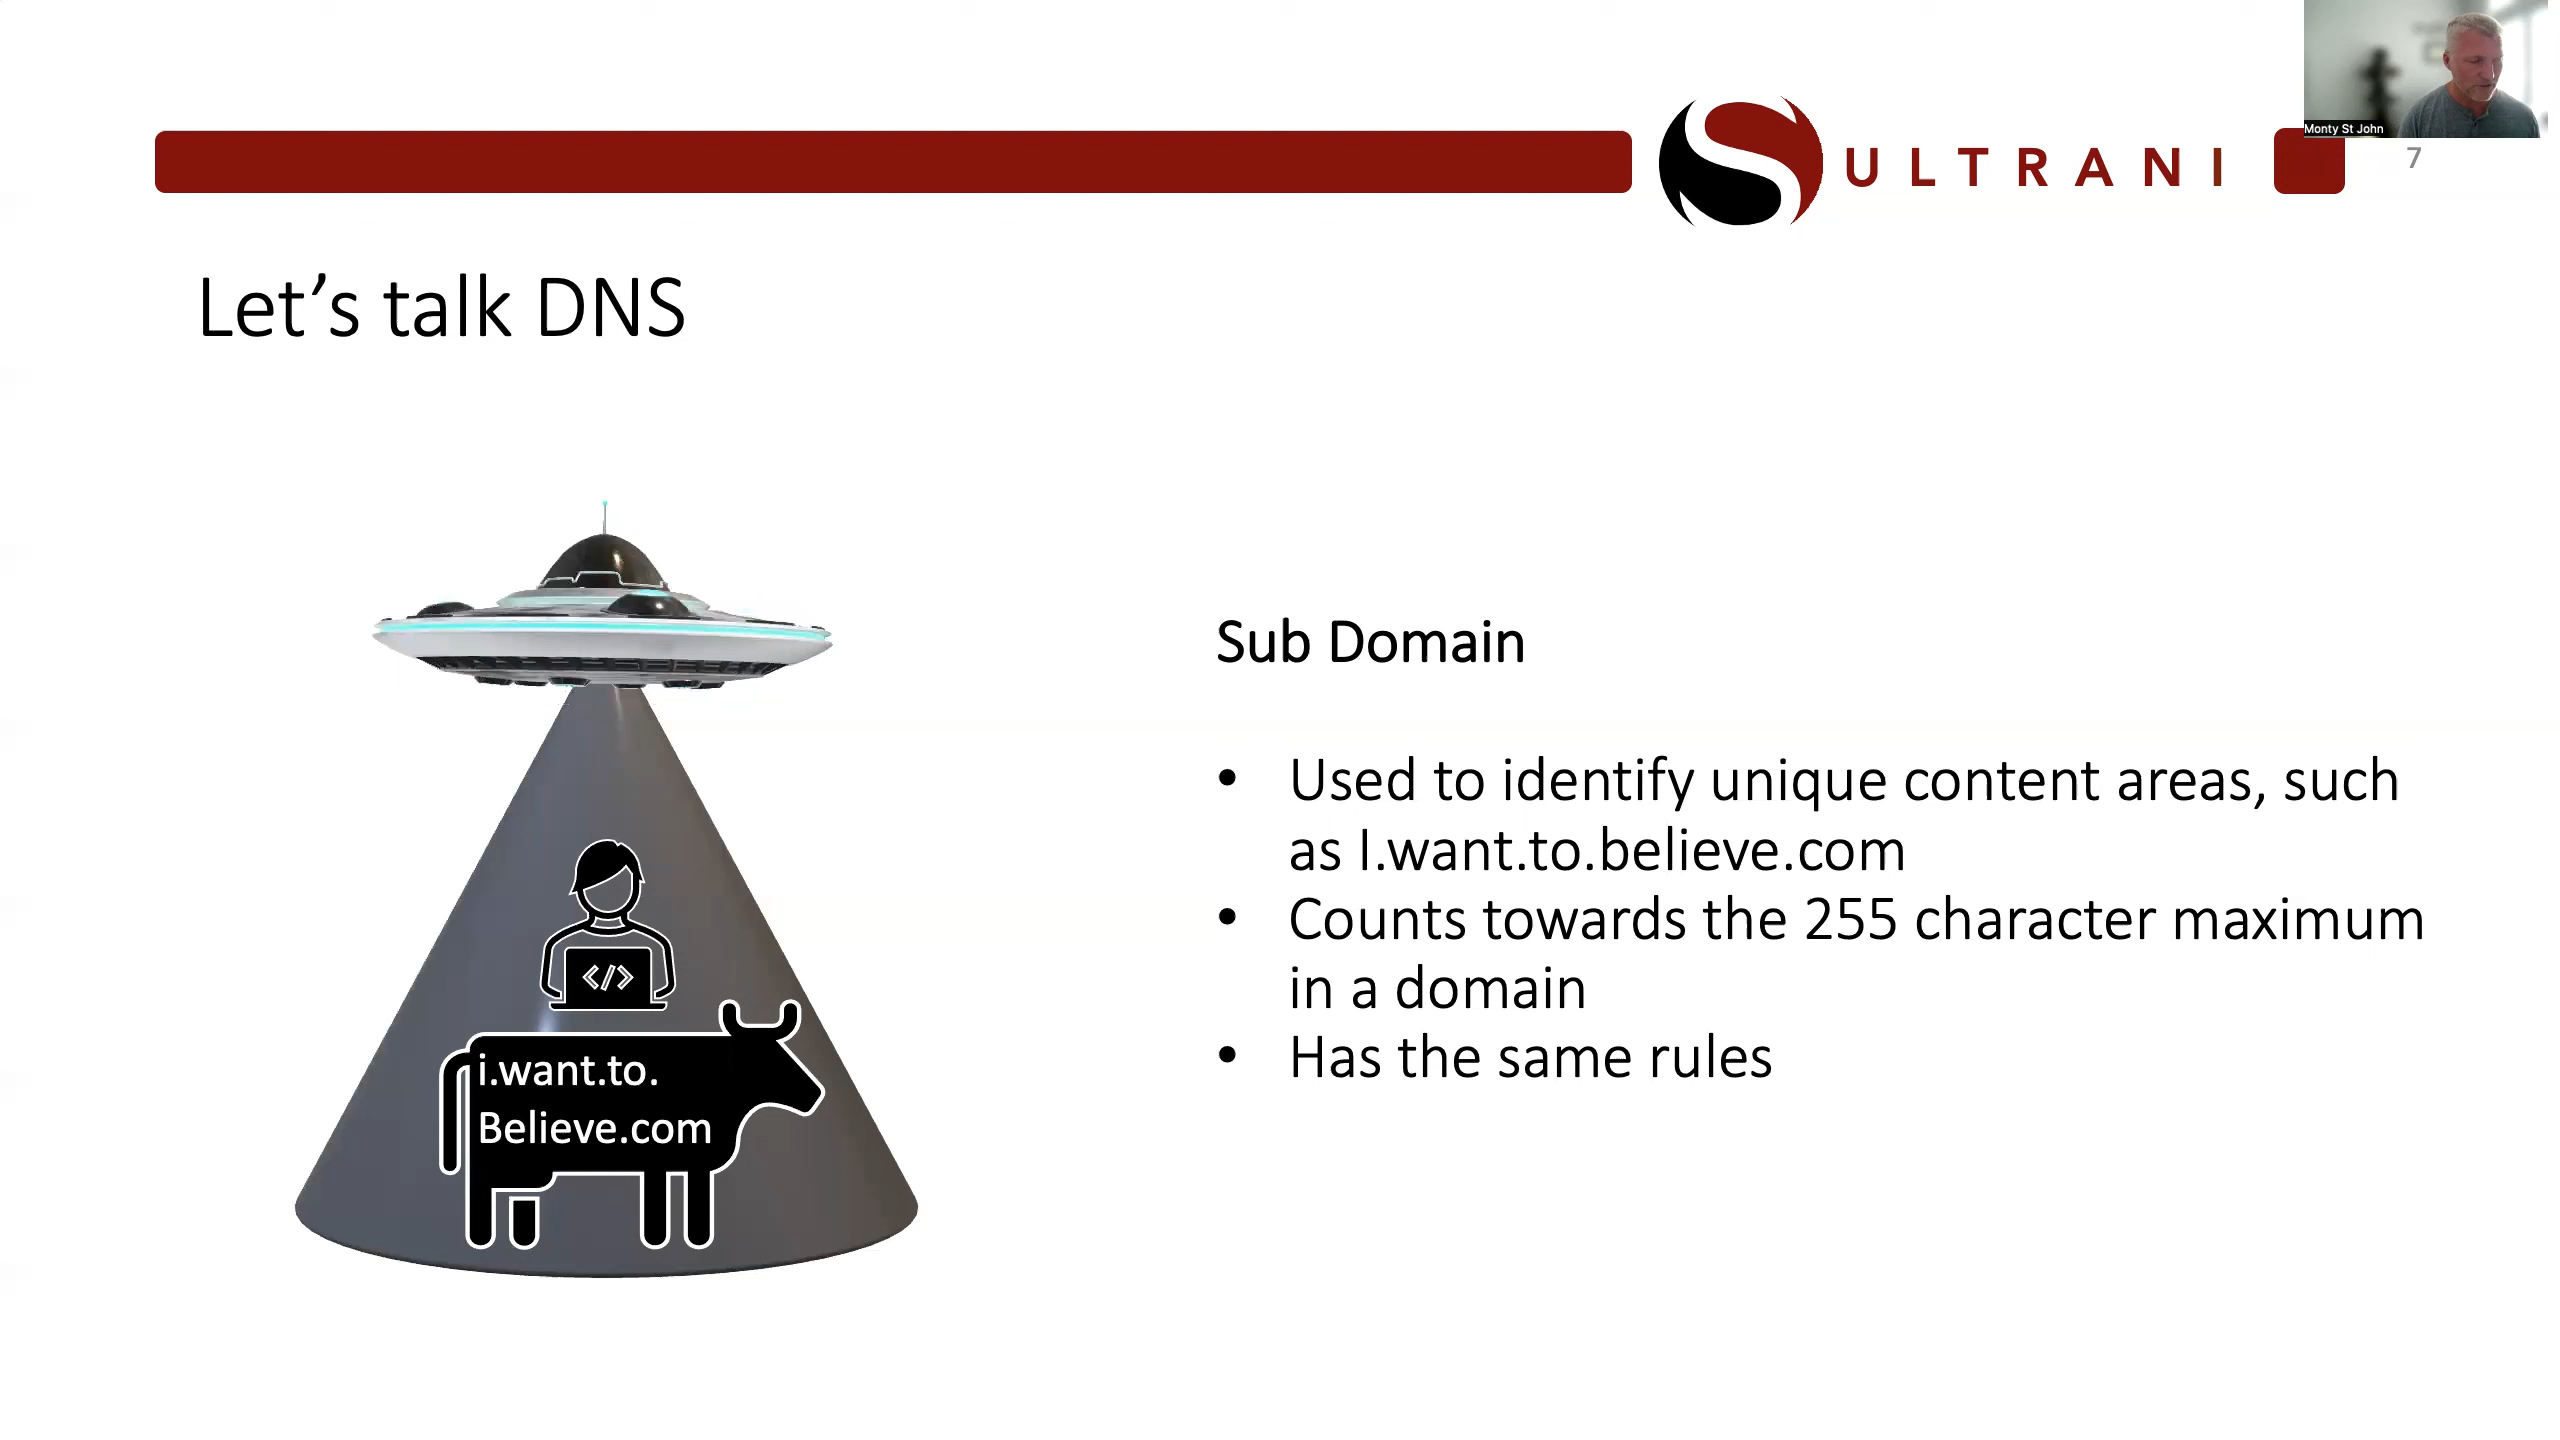 Monty St John
SULTRANI
7
Let’s talk DNS
Sub Domain
• Used to identify unique content areas, such
as I.want.to.believe.com
• Counts towards the 255 character maximum
in a domain
• Has the same rules
</>
i.want.to.
Believe.com